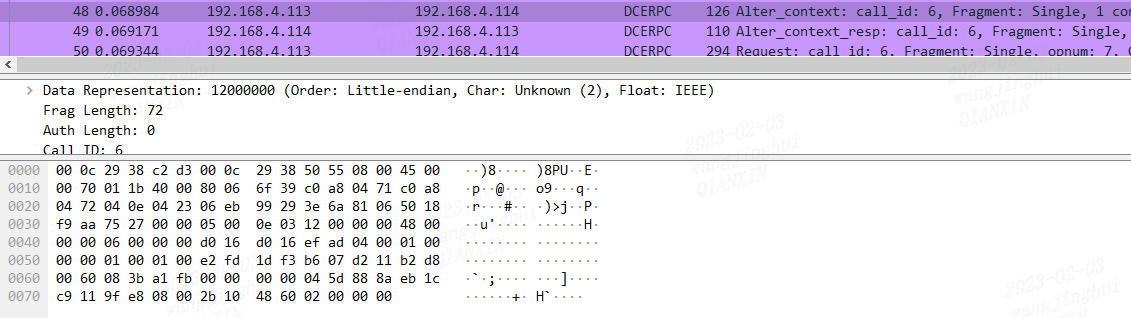 48 0.068984 192.168.4.113 192.168.4.114 DCERPC 126 Alter_context: call_id: 6, Fragment: Single, 1 con
49 0.069171 192.168.4.114 192.168.4.113 DCERPC 110 Alter_context_resp: call_id: 6, Fragment: Single,
50 0.069344 192.168.4.113 192.168.4.114 DCERPC 294 Request: call_id: 6, Fragment: Single, opnum: 7,
Data Representation: 12000000 (Order: Little-endian, Char: Unknown (2), Float: IEEE)
Frag Length: 72
Auth Length: 0
Call ID: 6
0000 00 0c 29 38 c2 d3 00 0c 29 38 50 55 08 00 45 00 ··)8···· )8PU··E·
0010 00 70 01 1b 40 00 80 06 6f 39 c0 a8 04 71 c0 a8 ·p··@··· o9···q··
0020 04 72 04 0e 04 23 06 eb 99 29 3e 6a 81 06 50 18 ·r···#·· ·)>j··P·
0030 f9 aa 75 27 00 00 05 00 0e 03 12 00 00 00 48 00 ··u'···· ······H·
0040 00 00 06 00 00 00 d0 16 d0 16 ef ad 04 00 01 00 ········ ········
0050 00 00 01 00 01 00 e2 fd 1d f3 b6 07 d2 11 b2 d8 ········ ········
0060 00 60 08 3b a1 fb 00 00 00 00 04 5d 88 8a eb 1c ·`·;···· ···]····
0070 c9 11 9f e8 08 00 2b 10 48 60 02 00 00 00 ······+· H`····
2023-02-03
wangjinghui
QIANXIN